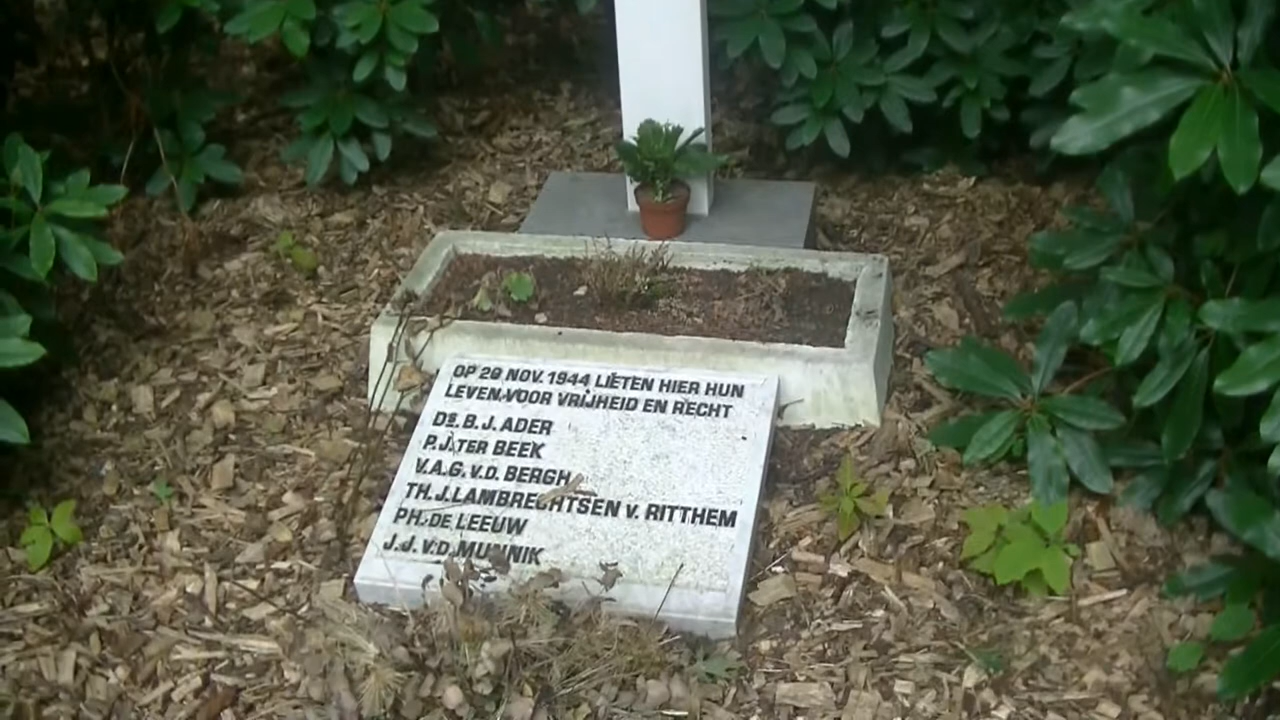 OP 20 NOV. 1944 LIETEN HIER HUN
LEVEN VOOR VRIJHEID EN RECHT
DS. B.J. ADER
P.J. TER BEEK
V.A.G. V.D. BERGH
TH. J. LAMBRECHTSEN V. RITTHEM
PH. DE LEEUW
J.J. V.D. MUNNIK